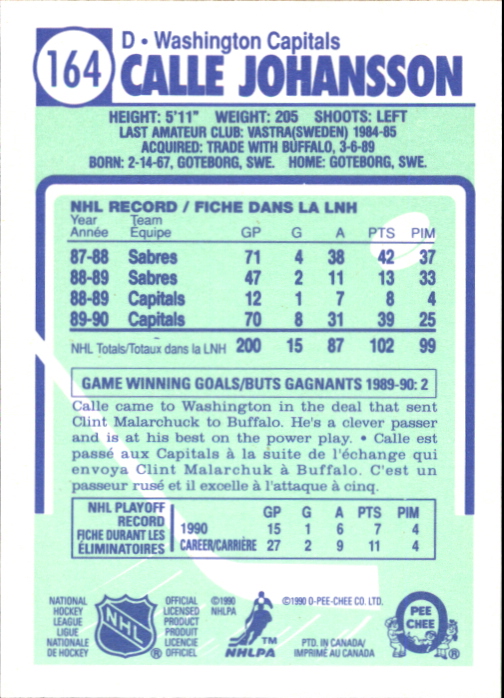 164
D • Washington Capitals
CALLE JOHANSSON
HEIGHT: 5'11" WEIGHT: 205 SHOOTS: LEFT
LAST AMATEUR CLUB: VASTRA(SWEDEN) 1984-85
ACQUIRED: TRADE WITH BUFFALO, 3-6-89
BORN: 2-14-67, GOTEBORG, SWE. HOME: GOTEBORG, SWE.
NHL RECORD / FICHE DANS LA LNH
Year Team
Année Équipe GP G A PTS PIM
87-88 Sabres 71 4 38 42 37
88-89 Sabres 47 2 11 13 33
88-89 Capitals 12 1 7 8 4
89-90 Capitals 70 8 31 39 25
NHL Totals/Totaux dans la LNH 200 15 87 102 99
GAME WINNING GOALS/BUTS GAGNANTS 1989-90: 2
Calle came to Washington in the deal that sent
Clint Malarchuck to Buffalo. He's a clever passer
and is at his best on the power play. • Calle est
passé aux Capitals à la suite de l'échange qui
envoya Clint Malarchuk à Buffalo. C'est un
passeur rusé et il excelle à l'attaque à cinq.
NHL PLAYOFF
RECORD
FICHE DURANT LES
ÉLIMINATOIRES
GP G A PTS PIM
1990 15 1 6 7 4
CAREER/CARRIÈRE 27 2 9 11 4
NATIONAL
HOCKEY
LEAGUE
LIGUE
NATIONALE
DE HOCKEY
NHL
®
OFFICIAL
LICENSED
PRODUCT
PRODUIT
LICENCIE
OFFICIEL
©1990
NHLPA
TM
NHLPA
©1990 O-PEE-CHEE CO. LTD.
PTD. IN CANADA/
IMPRIMÉ AU CANADA
O PEE
CHEE
®